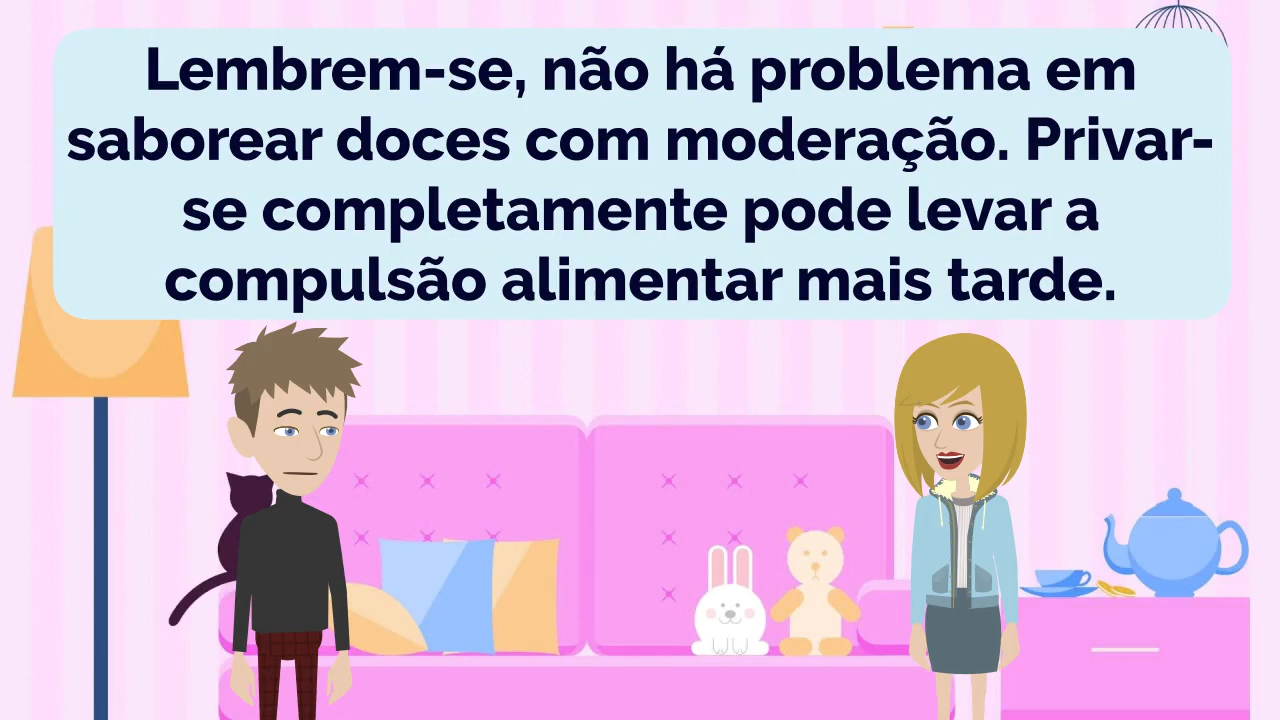 Lembrem-se, não há problema em
saborear doces com moderação. Privar-
se completamente pode levar a
compulsão alimentar mais tarde.